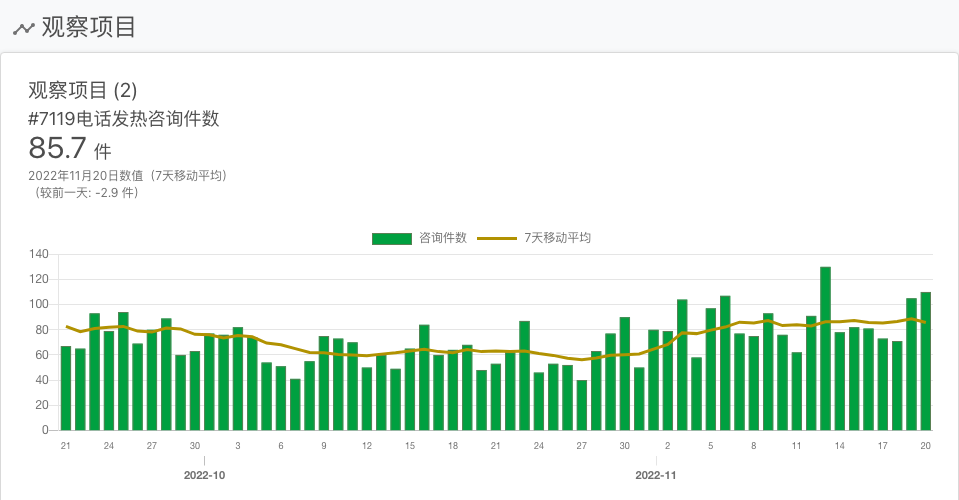 观察项目
观察项目 (2)
#7119电话发热咨询件数
85.7 件
2022年11月20日数值（7天移动平均）
（较前一天: -2.9 件）
咨询件数 7天移动平均
140
120
100
80
60
40
20
0
21 24 27 30 3 6 9 12 15 18 21 24 27 30 2 5 8 11 14 17 20
2022-10 2022-11